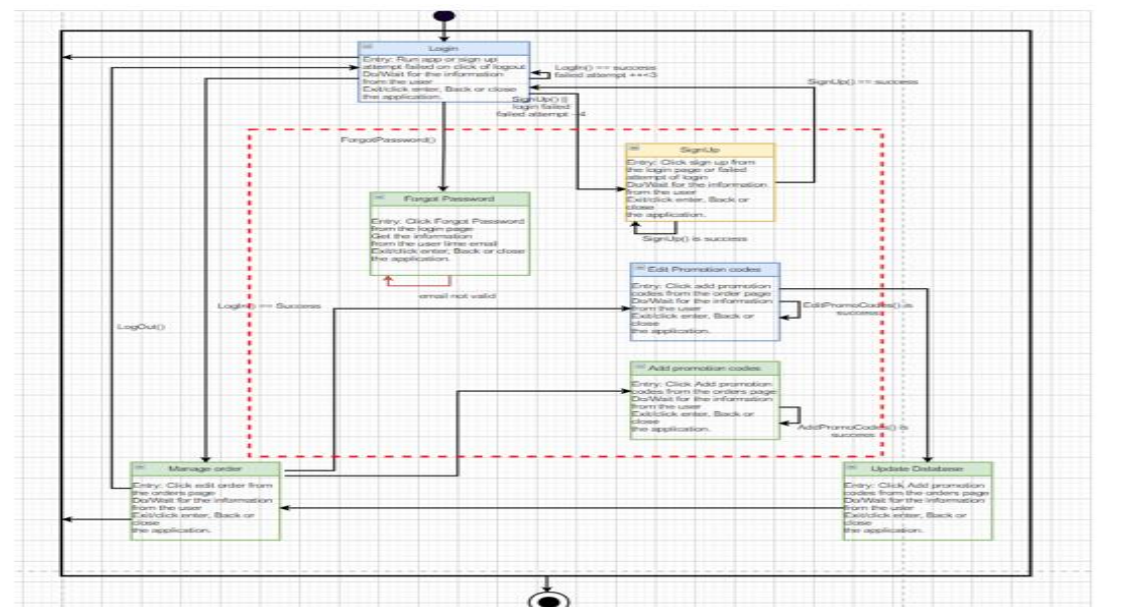 Login
Entry: Run app or sign up
attempt failed on click of logout
Do/Wait for the information
from the user
Exit/click enter, Back or close
the application.
LogIn() == success
failed attempt ++<3
SignUp() == success
SignUp() ||
login failed
failed attempt
ForgotPassword()
SignUp
Entry: Click sign up from
the login page or failed
attempt of login
Do/Wait for the information
from the user
Exit/click enter, Back or
close
the application.
SignUp() is success
Forgot Password
Entry: Click Forgot Password
from the login page
Get the information
from the user time email
Exit/click enter, Back or close
the application.
email not valid
Edit Promotion codes
Entry: Click add promotion
codes from the order page
Do/Wait for the information
from the user
Exit/click enter, Back or
close
the application.
EditPromoCodes() is
success
LogIn() == Success
LogOut()
Add promotion codes
Entry: Click Add promotion
codes from the orders page
Do/Wait for the information
from the user
Exit/click enter, Back or
close
the application.
AddPromoCodes() is
success
Manage order
Entry: Click edit order from
the orders page
Do/Wait for the information
from the user
Exit/click enter, Back or
close
the application.
Update Database
Entry: Click Add promotion
codes from the orders page
Do/Wait for the information
from the user
Exit/click enter, Back or
close
the application.